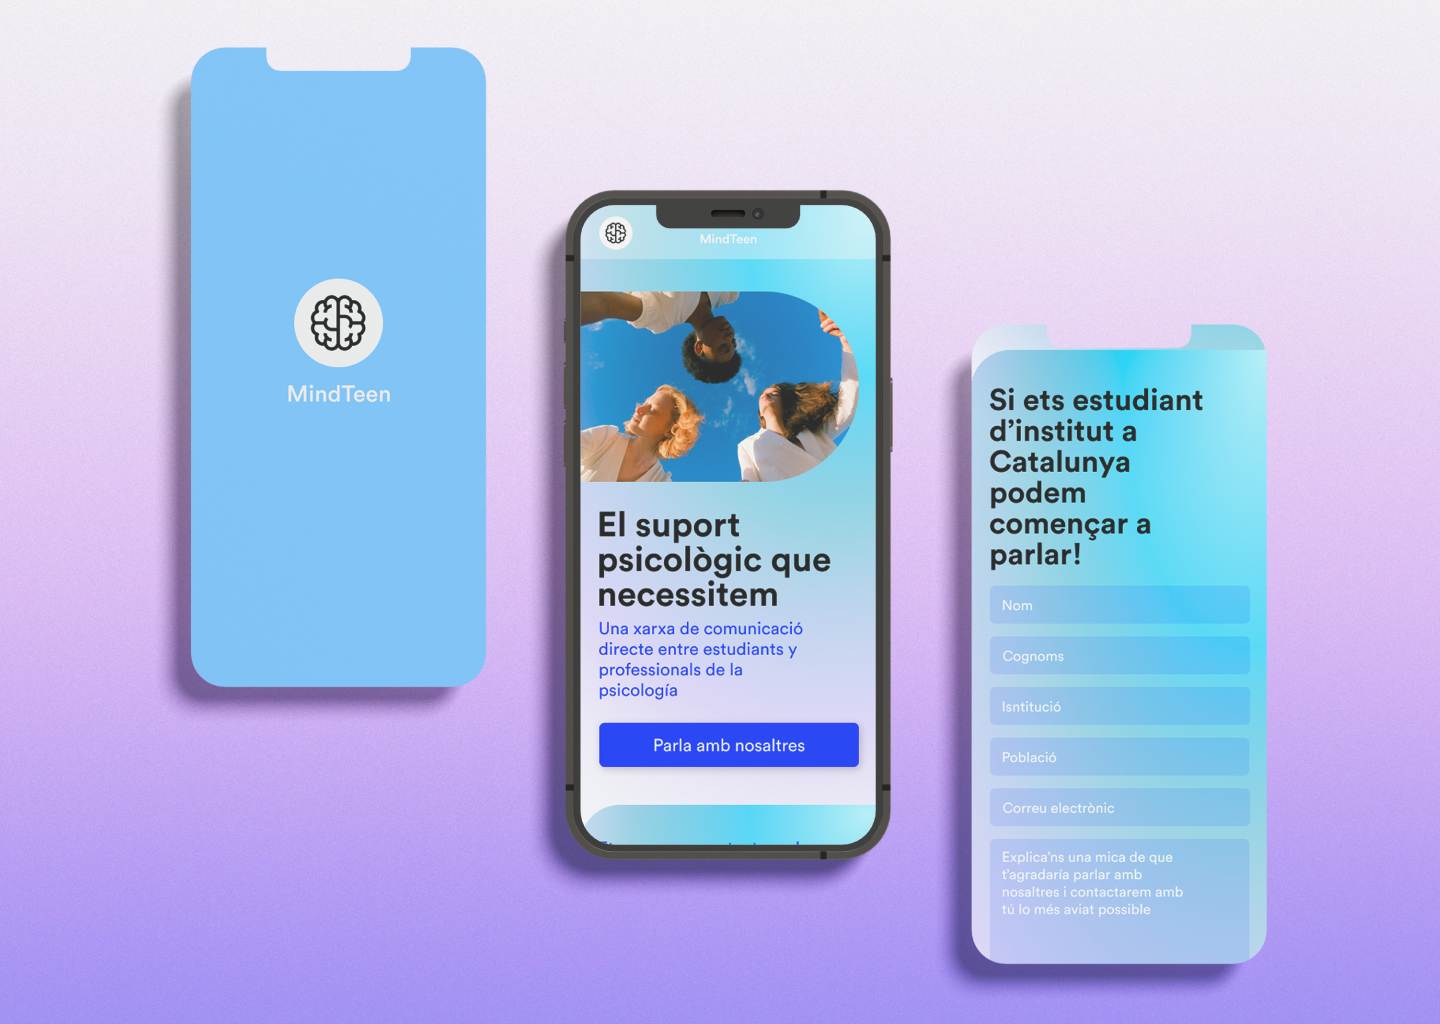 MindTeen
MindTeen
El suport
psicològic que
necessitem
Una xarxa de comunicació
directe entre estudiants y
professionals de la
psicología
Parla amb nosaltres
Si ets estudiant
d’institut a
Catalunya
podem
començar a
parlar!
Nom
Cognoms
Isntitució
Població
Correu electrònic
Explica'ns una mica de que
t'agradaría parlar amb
nosaltres i contactarem amb
tú lo més aviat possible